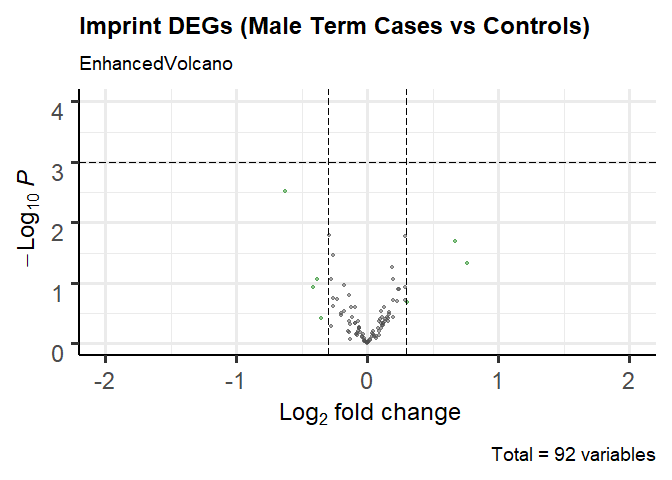 Imprint DEGs (Male Term Cases vs Controls)
EnhancedVolcano
4
3
2
1
0
−Log10 P
-2 -1 0 1 2
Log2 fold change
Total = 92 variables